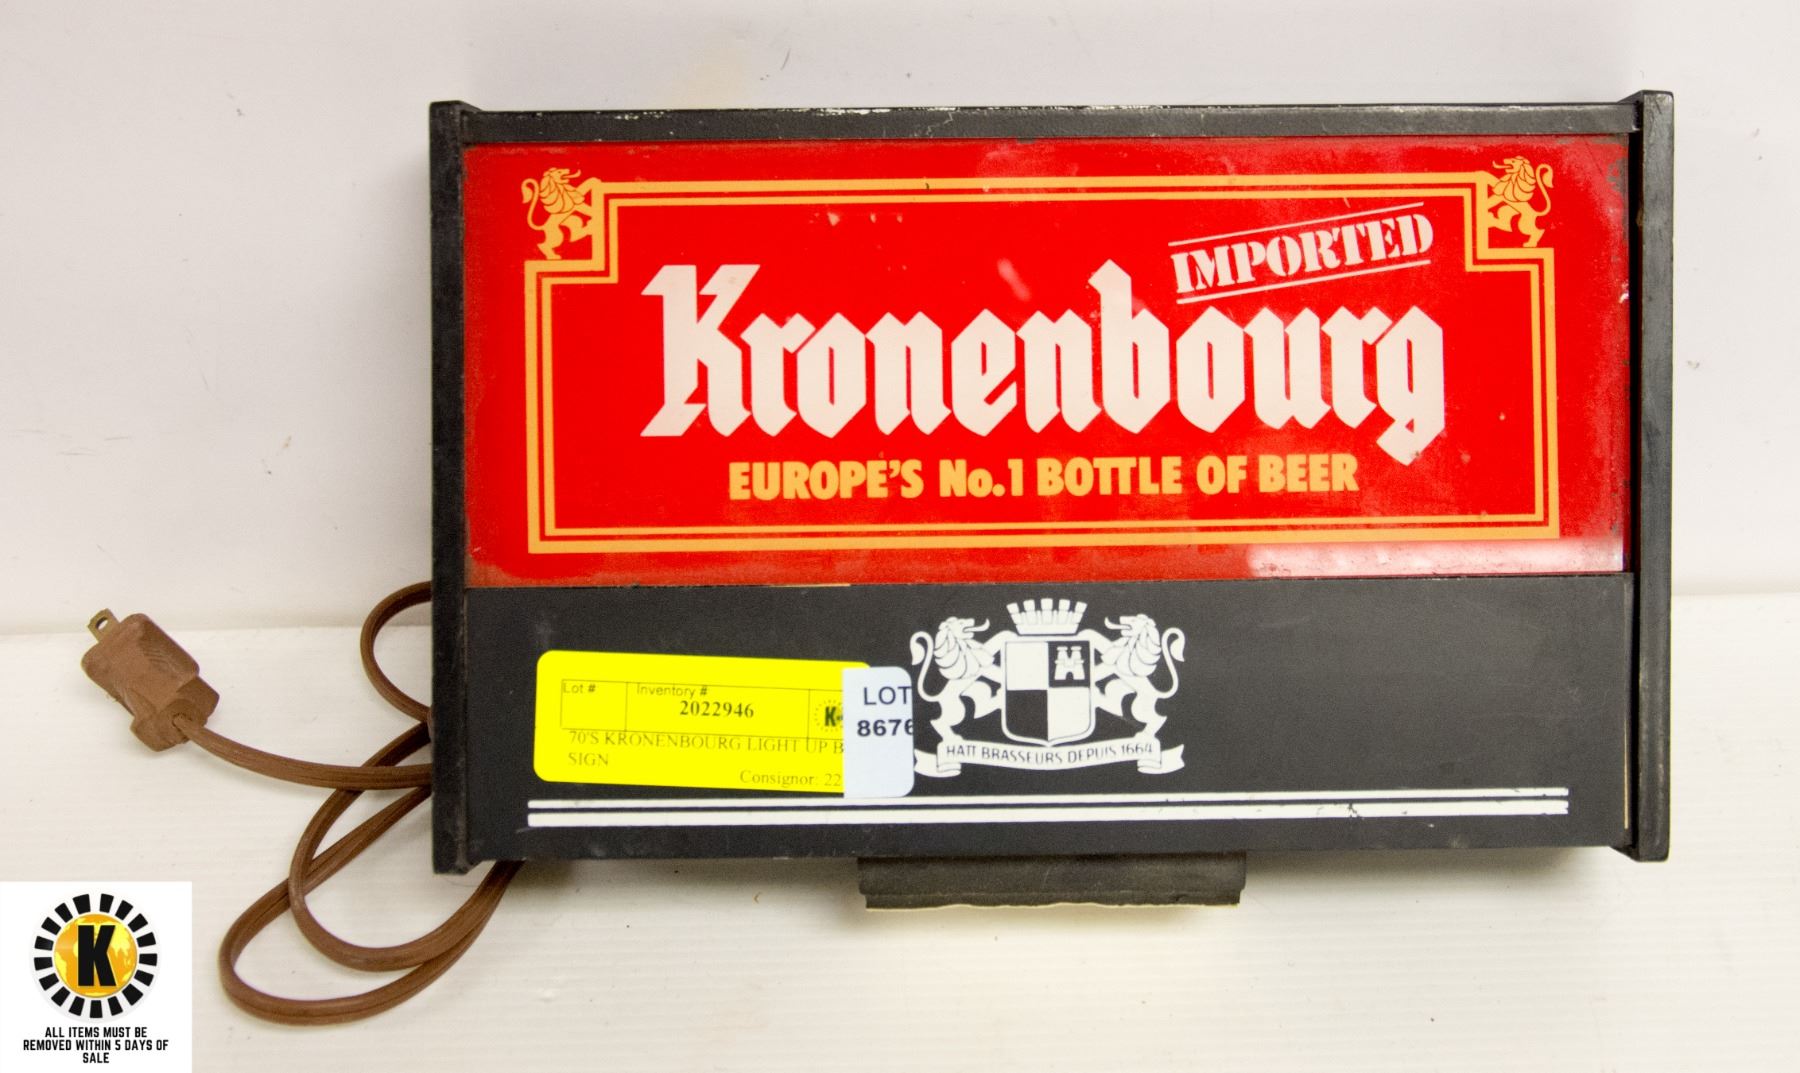 IMPORTED
Kronenbourg
EUROPE'S No.1 BOTTLE OF BEER
Lot # Inventory #
2022946
K
70'S KRONENBOURG LIGHT UP B
SIGN
Consignor: 22
LOT
8676
HATT BRASSEURS DEPUIS 1664
K
ALL ITEMS MUST BE
REMOVED WITHIN 5 DAYS OF
SALE